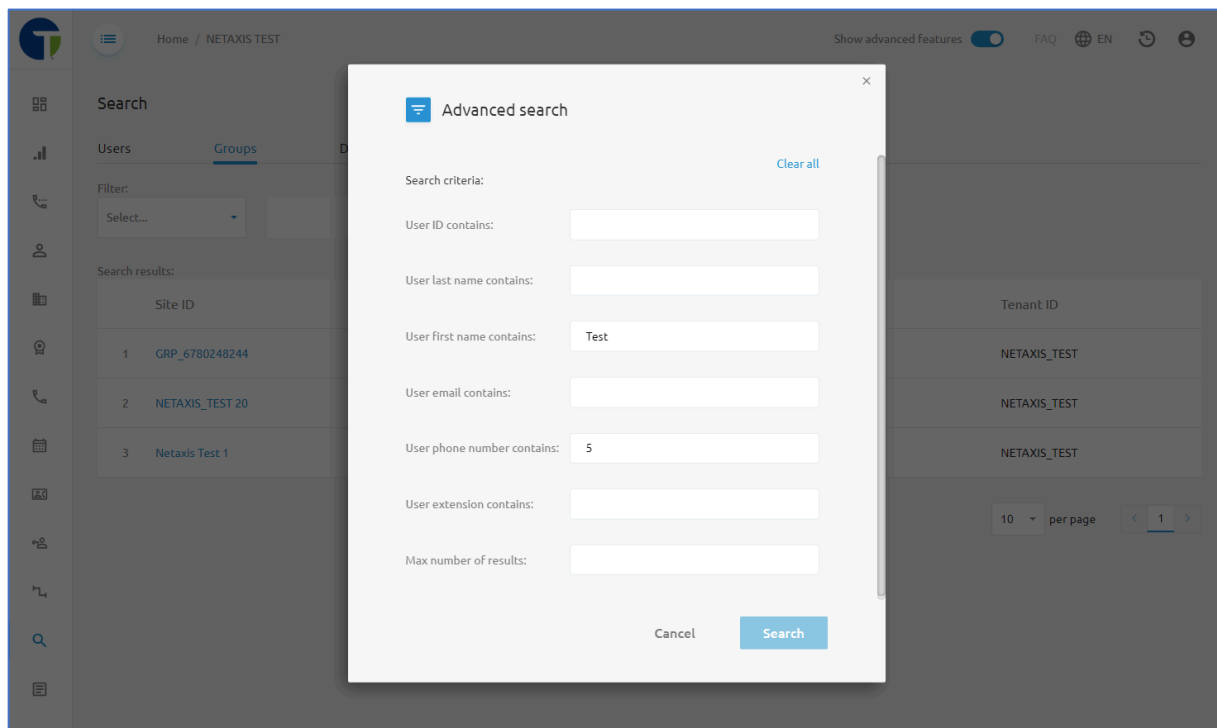 Home / NETAXIS TEST
Show advanced features
FAQ
EN
Search
Users
Groups
D
Filter:
Select...
Search results:
Site ID
Tenant ID
1 GRP_6780248244 NETAXIS_TEST
2 NETAXIS_TEST 20 NETAXIS_TEST
3 Netaxis Test 1 NETAXIS_TEST
10 per page < 1 >
×
Advanced search
Clear all
Search criteria:
User ID contains:
User last name contains:
User first name contains: Test
User email contains:
User phone number contains: 5
User extension contains:
Max number of results:
Cancel
Search